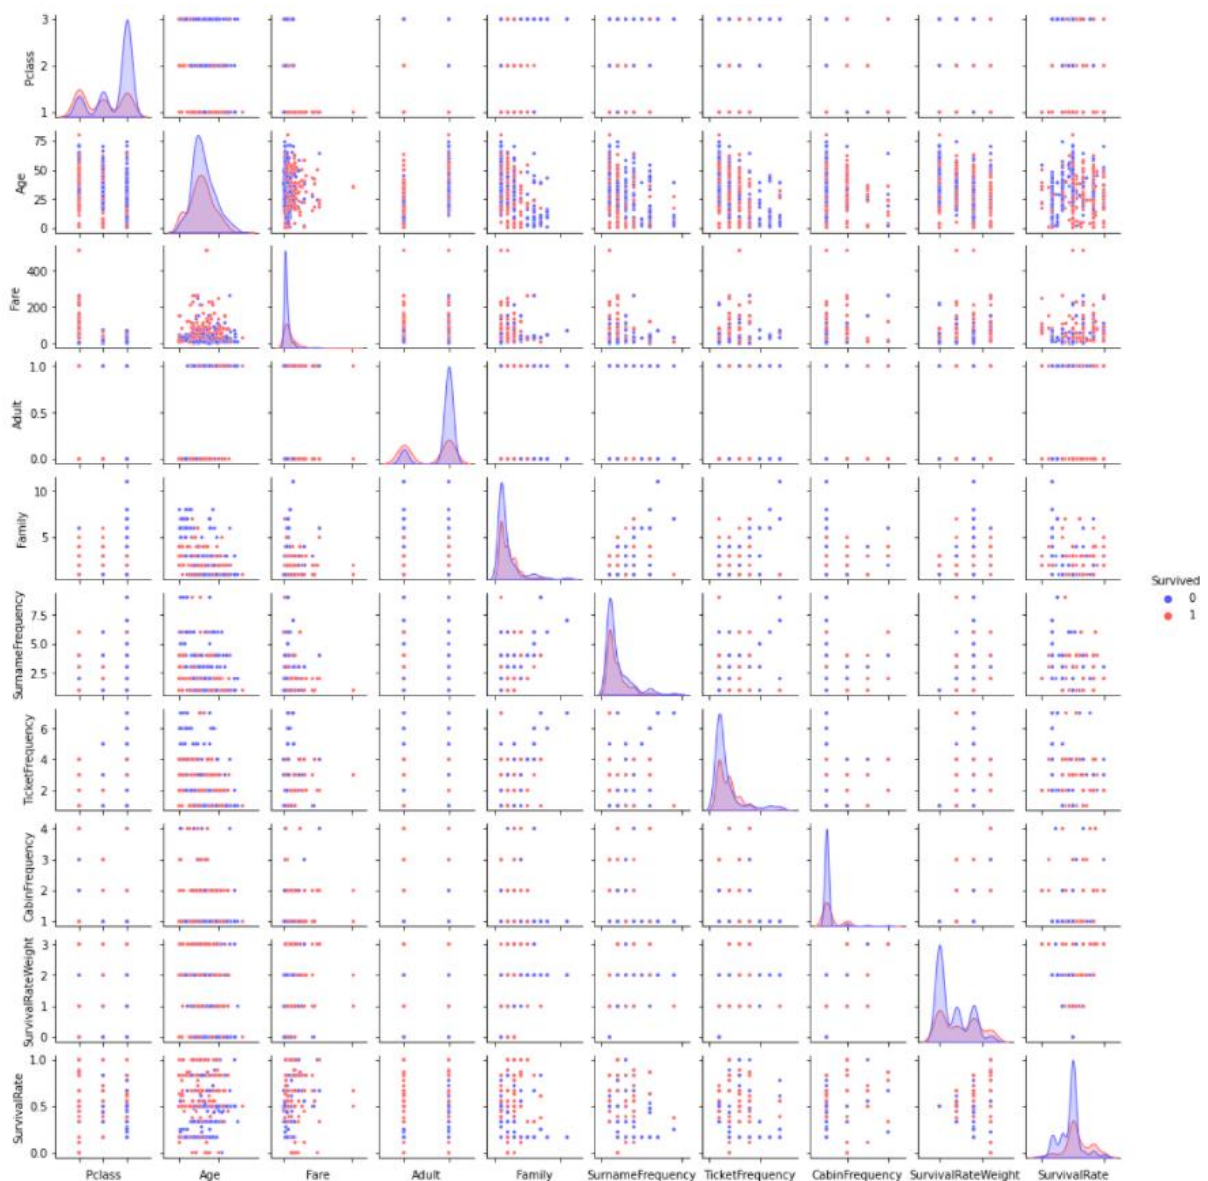 3
2
1
Pclass
75
50
25
0
Age
400
200
0
Fare
1.0
0.5
0.0
Adult
10
5
Family
7.5
5.0
2.5
SurnameFrequency
6
4
2
TicketFrequency
4
3
2
1
CabinFrequency
3
2
1
0
SurvivalRateWeight
1.0
0.5
0.0
SurvivalRate
Pclass Age Fare Adult Family SurnameFrequency TicketFrequency CabinFrequency SurvivalRateWeight SurvivalRate
Survived
0
1